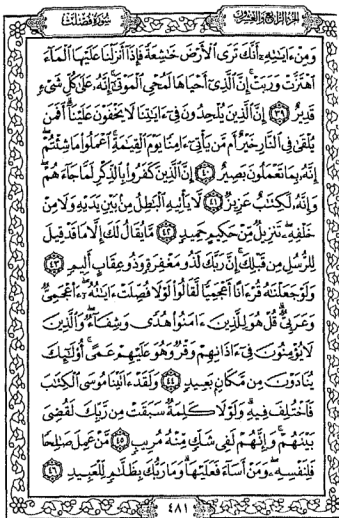 الجزء الرابع والعشرون
سورة فصلت
وَمِنْ ءَايَٰتِهِۦٓ أَنَّكَ تَرَى ٱلْأَرْضَ خَٰشِعَةً فَإِذَآ أَنزَلْنَا عَلَيْهَا ٱلْمَآءَ
ٱهْتَزَّتْ وَرَبَتْ إِنَّ ٱلَّذِىٓ أَحْيَاهَا لَمُحْىِ ٱلْمَوْتَىٰٓ إِنَّهُۥ عَلَىٰ كُلِّ شَىْءٍ
قَدِيرٌ ٣٩ إِنَّ ٱلَّذِينَ يُلْحِدُونَ فِىٓ ءَايَٰتِنَا لَا يَخْفَوْنَ عَلَيْنَآ أَفَمَن
يُلْقَىٰ فِى ٱلنَّارِ خَيْرٌ أَم مَّن يَأْتِىٓ ءَامِنًا يَوْمَ ٱلْقِيَٰمَةِ ٱعْمَلُوا۟ مَا شِئْتُمْ
إِنَّهُۥ بِمَا تَعْمَلُونَ بَصِيرٌ ٤٠ إِنَّ ٱلَّذِينَ كَفَرُوا۟ بِٱلذِّكْرِ لَمَّا جَآءَهُمْ
وَإِنَّهُۥ لَكِتَٰبٌ عَزِيزٌ ٤١ لَّا يَأْتِيهِ ٱلْبَٰطِلُ مِنۢ بَيْنِ يَدَيْهِ وَلَا مِنْ
خَلْفِهِۦ تَنزِيلٌ مِّنْ حَكِيمٍ حَمِيدٍ ٤٢ مَّا يُقَالُ لَكَ إِلَّا مَا قَدْ قِيلَ
لِلرُّسُلِ مِن قَبْلِكَ إِنَّ رَبَّكَ لَذُو مَغْفِرَةٍ وَذُو عِقَابٍ أَلِيمٍ ٤٣
وَلَوْ جَعَلْنَٰهُ قُرْءَانًا أَعْجَمِيًّا لَّقَالُوا۟ لَوْلَا فُصِّلَتْ ءَايَٰتُهُۥٓ ءَا۬عْجَمِىٌّ
وَعَرَبِىٌّ قُلْ هُوَ لِلَّذِينَ ءَامَنُوا۟ هُدًى وَشِفَآءٌ وَٱلَّذِينَ
لَا يُؤْمِنُونَ فِىٓ ءَاذَانِهِمْ وَقْرٌ وَهُوَ عَلَيْهِمْ عَمًى أُو۟لَٰٓئِكَ
يُنَادَوْنَ مِن مَّكَانٍۭ بَعِيدٍ ٤٤ وَلَقَدْ ءَاتَيْنَا مُوسَى ٱلْكِتَٰبَ
فَٱخْتُلِفَ فِيهِ وَلَوْلَا كَلِمَةٌ سَبَقَتْ مِن رَّبِّكَ لَقُضِىَ
بَيْنَهُمْ وَإِنَّهُمْ لَفِى شَكٍّ مِّنْهُ مُرِيبٍ ٤٥ مَّنْ عَمِلَ صَٰلِحًا
فَلِنَفْسِهِۦ وَمَنْ أَسَآءَ فَعَلَيْهَا وَمَا رَبُّكَ بِظَلَّٰمٍ لِّلْعَبِيدِ ٤٦
٤٨١